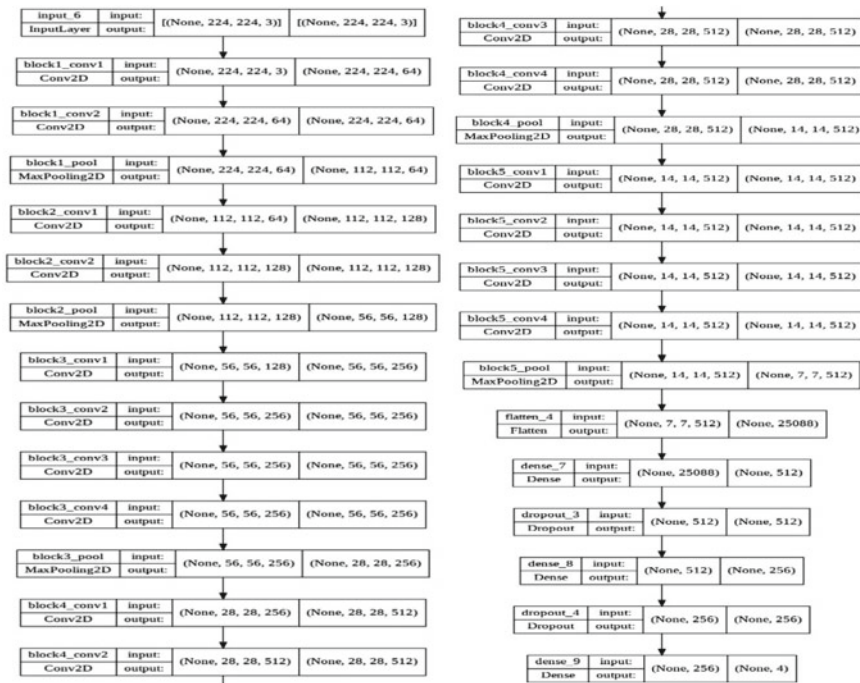 input_6 input: [(None, 224, 224, 3)] [(None, 224, 224, 3)]
InputLayer output:
block1_conv1 input: (None, 224, 224, 3) (None, 224, 224, 64)
Conv2D output:
block1_conv2 input: (None, 224, 224, 64) (None, 224, 224, 64)
Conv2D output:
block1_pool input: (None, 224, 224, 64) (None, 112, 112, 64)
MaxPooling2D output:
block2_conv1 input: (None, 112, 112, 64) (None, 112, 112, 128)
Conv2D output:
block2_conv2 input: (None, 112, 112, 128) (None, 112, 112, 128)
Conv2D output:
block2_pool input: (None, 112, 112, 128) (None, 56, 56, 128)
MaxPooling2D output:
block3_conv1 input: (None, 56, 56, 128) (None, 56, 56, 256)
Conv2D output:
block3_conv2 input: (None, 56, 56, 256) (None, 56, 56, 256)
Conv2D output:
block3_conv3 input: (None, 56, 56, 256) (None, 56, 56, 256)
Conv2D output:
block3_conv4 input: (None, 56, 56, 256) (None, 56, 56, 256)
Conv2D output:
block3_pool input: (None, 56, 56, 256) (None, 28, 28, 256)
MaxPooling2D output:
block4_conv1 input: (None, 28, 28, 256) (None, 28, 28, 512)
Conv2D output:
block4_conv2 input: (None, 28, 28, 512) (None, 28, 28, 512)
Conv2D output:
block4_conv3 input: (None, 28, 28, 512) (None, 28, 28, 512)
Conv2D output:
block4_conv4 input: (None, 28, 28, 512) (None, 28, 28, 512)
Conv2D output:
block4_pool input: (None, 28, 28, 512) (None, 14, 14, 512)
MaxPooling2D output:
block5_conv1 input: (None, 14, 14, 512) (None, 14, 14, 512)
Conv2D output:
block5_conv2 input: (None, 14, 14, 512) (None, 14, 14, 512)
Conv2D output:
block5_conv3 input: (None, 14, 14, 512) (None, 14, 14, 512)
Conv2D output:
block5_conv4 input: (None, 14, 14, 512) (None, 14, 14, 512)
Conv2D output:
block5_pool input: (None, 14, 14, 512) (None, 7, 7, 512)
MaxPooling2D output:
flatten_4 input: (None, 7, 7, 512) (None, 25088)
Flatten output:
dense_7 input: (None, 25088) (None, 512)
Dense output:
dropout_3 input: (None, 512) (None, 512)
Dropout output:
dense_8 input: (None, 512) (None, 256)
Dense output:
dropout_4 input: (None, 256) (None, 256)
Dropout output:
dense_9 input: (None, 256) (None, 4)
Dense output: